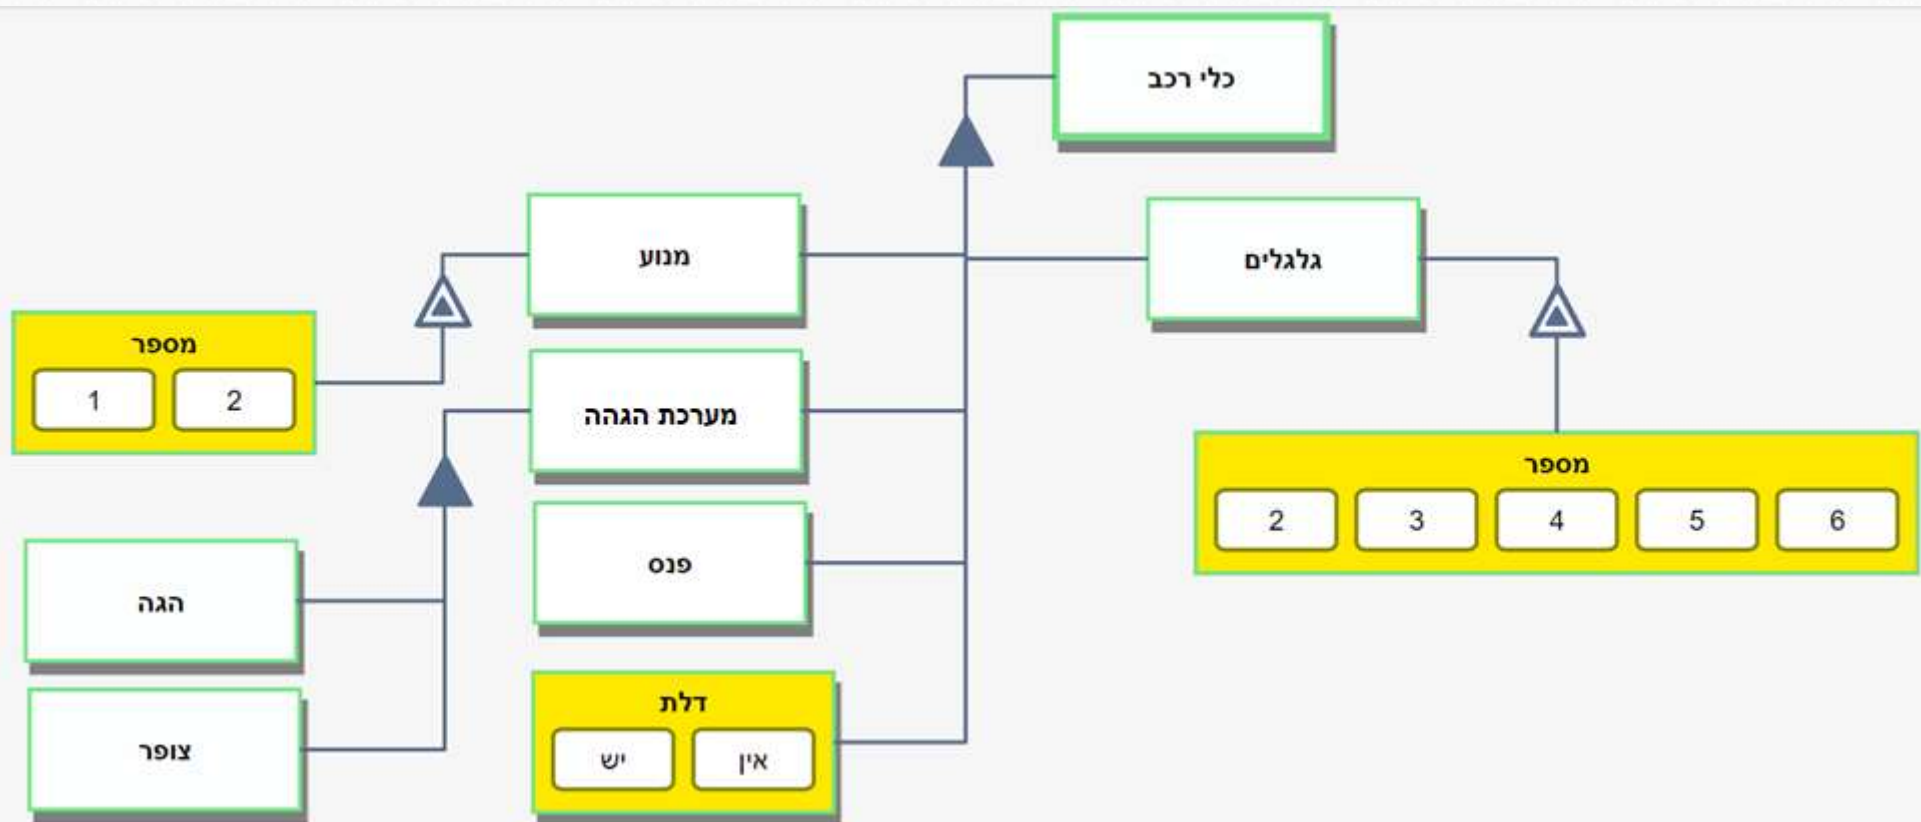 כלי רכב
מנוע
גלגלים
מספר
1 2
מערכת הגהה
מספר
2 3 4 5 6
פנס
הגה
דלת
יש אין
צופר